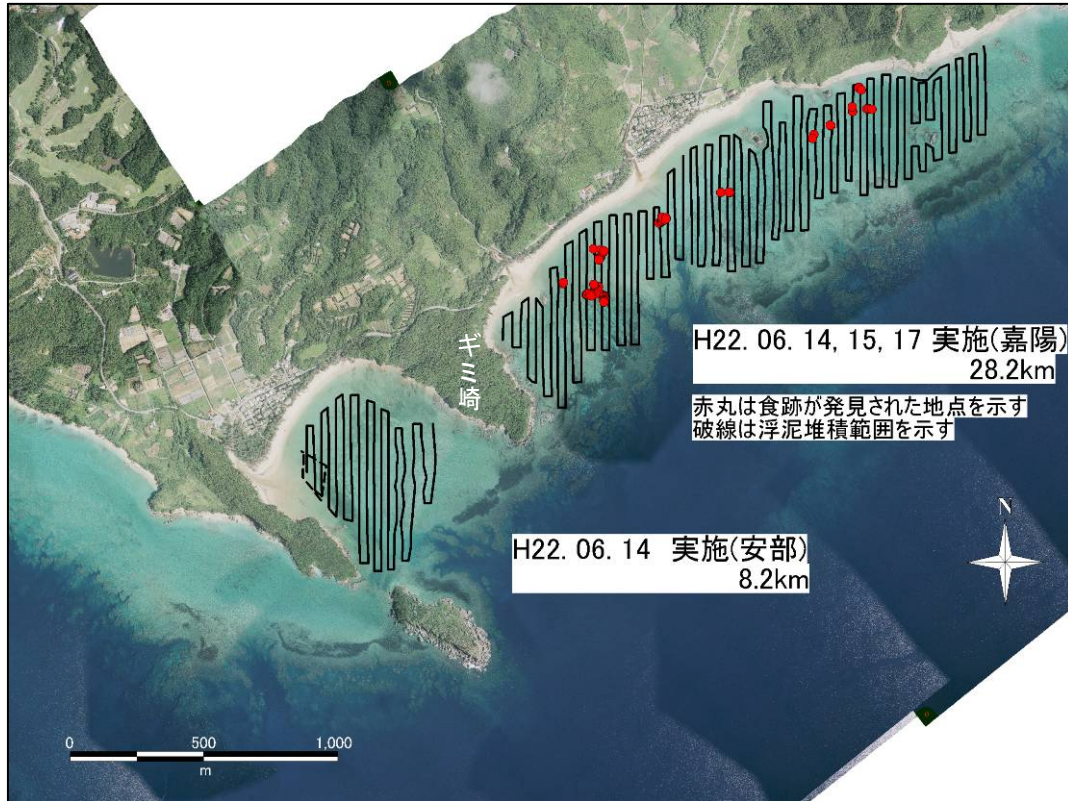 ギミ崎
H22.06.14,15,17 実施(嘉陽)
28.2km
赤丸は食跡が発見された地点を示す
破線は浮泥堆積範囲を示す
H22.06.14 実施(安部)
8.2km
N
0 500 1,000
m